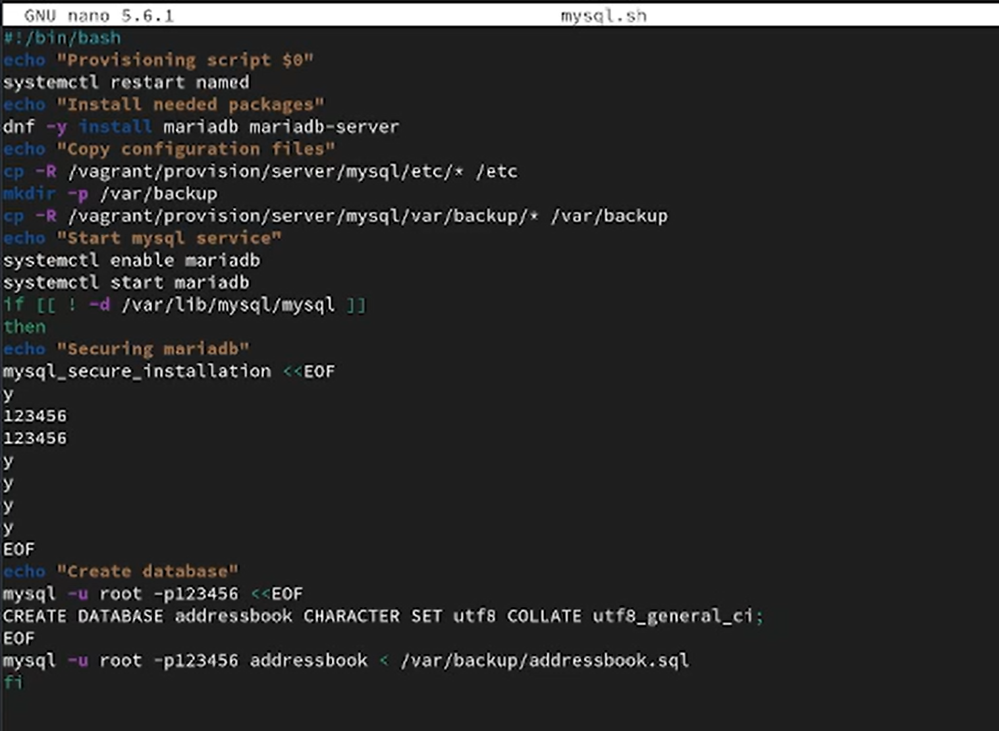 GNU nano 5.6.1 mysql.sh
#!/bin/bash
echo "Provisioning script $0"
systemctl restart named
echo "Install needed packages"
dnf -y install mariadb mariadb-server
echo "Copy configuration files"
cp -R /vagrant/provision/server/mysql/etc/* /etc
mkdir -p /var/backup
cp -R /vagrant/provision/server/mysql/var/backup/* /var/backup
echo "Start mysql service"
systemctl enable mariadb
systemctl start mariadb
if [[ ! -d /var/lib/mysql/mysql ]]
then
echo "Securing mariadb"
mysql_secure_installation <<EOF
y
123456
123456
y
y
y
y
EOF
echo "Create database"
mysql -u root -p123456 <<EOF
CREATE DATABASE addressbook CHARACTER SET utf8 COLLATE utf8_general_ci;
EOF
mysql -u root -p123456 addressbook < /var/backup/addressbook.sql
fi